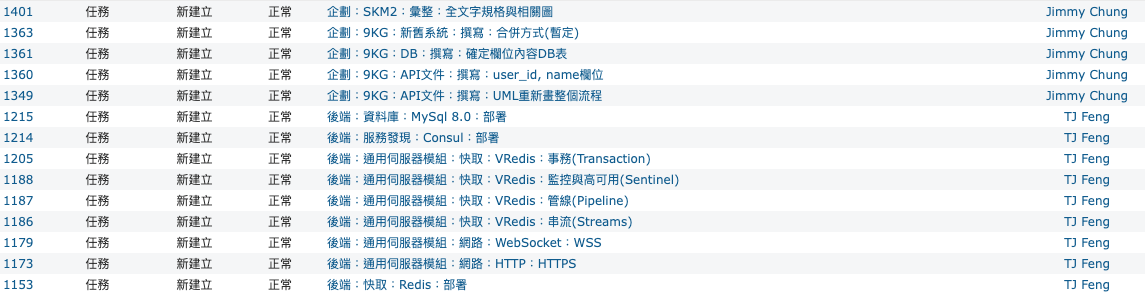 1401 任務 新建立 正常 企劃：SKM2：彙整：全文字規格與相關圖 Jimmy Chung
1363 任務 新建立 正常 企劃：9KG：新舊系統：撰寫：合併方式(暫定) Jimmy Chung
1361 任務 新建立 正常 企劃：9KG：DB：撰寫：確定欄位內容DB表 Jimmy Chung
1360 任務 新建立 正常 企劃：9KG：API文件：撰寫：user_id, name欄位 Jimmy Chung
1349 任務 新建立 正常 企劃：9KG：API文件：撰寫：UML重新畫整個流程 Jimmy Chung
1215 任務 新建立 正常 後端：資料庫：MySql 8.0：部署 TJ Feng
1214 任務 新建立 正常 後端：服務發現：Consul：部署 TJ Feng
1205 任務 新建立 正常 後端：通用伺服器模組：快取：VRedis：事務(Transaction) TJ Feng
1188 任務 新建立 正常 後端：通用伺服器模組：快取：VRedis：監控與高可用(Sentinel) TJ Feng
1187 任務 新建立 正常 後端：通用伺服器模組：快取：VRedis：管線(Pipeline) TJ Feng
1186 任務 新建立 正常 後端：通用伺服器模組：快取：VRedis：串流(Streams) TJ Feng
1179 任務 新建立 正常 後端：通用伺服器模組：網路：WebSocket：WSS TJ Feng
1173 任務 新建立 正常 後端：通用伺服器模組：網路：HTTP：HTTPS TJ Feng
1153 任務 新建立 正常 後端：快取：Redis：部署 TJ Feng